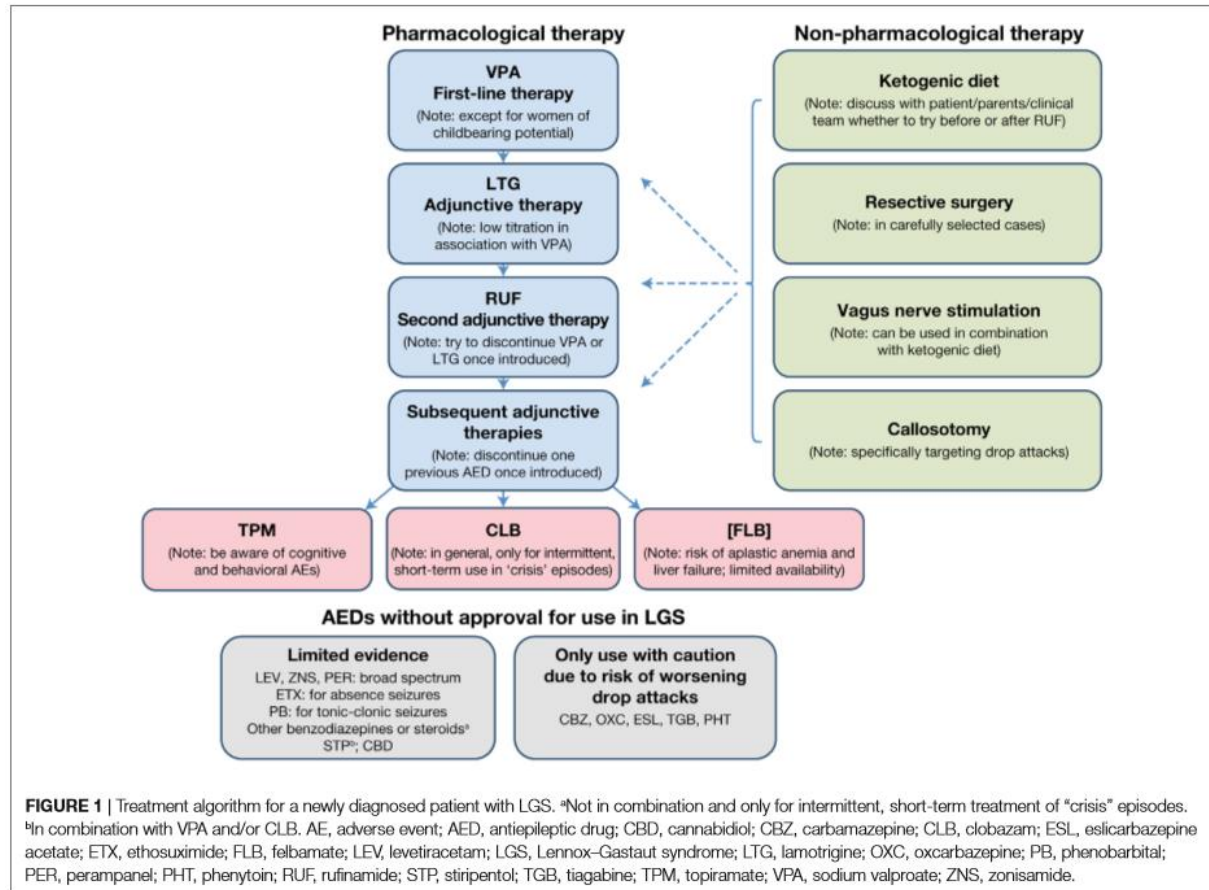 Pharmacological therapy
VPA
First-line therapy
(Note: except for women of
childbearing potential)
LTG
Adjunctive therapy
(Note: low titration in
association with VPA)
RUF
Second adjunctive therapy
(Note: try to discontinue VPA or
LTG once introduced)
Subsequent adjunctive
therapies
(Note: discontinue one
previous AED once introduced)
Non-pharmacological therapy
Ketogenic diet
(Note: discuss with patient/parents/clinical
team whether to try before or after RUF)
Resective surgery
(Note: in carefully selected cases)
Vagus nerve stimulation
(Note: can be used in combination
with ketogenic diet)
Callosotomy
(Note: specifically targeting drop attacks)
TPM
(Note: be aware of cognitive
and behavioral AEs)
CLB
(Note: in general, only for intermittent,
short-term use in 'crisis' episodes)
[FLB]
(Note: risk of aplastic anemia and
liver failure; limited availability)
AEDs without approval for use in LGS
Limited evidence
LEV, ZNS, PER: broad spectrum
ETX: for absence seizures
PB: for tonic-clonic seizures
Other benzodiazepines or steroidsᵃ
STPᵇ; CBD
Only use with caution
due to risk of worsening
drop attacks
CBZ, OXC, ESL, TGB, PHT
FIGURE 1 | Treatment algorithm for a newly diagnosed patient with LGS. ᵃNot in combination and only for intermittent, short-term treatment of "crisis" episodes.
ᵇIn combination with VPA and/or CLB. AE, adverse event; AED, antiepileptic drug; CBD, cannabidiol; CBZ, carbamazepine; CLB, clobazam; ESL, eslicarbazepine
acetate; ETX, ethosuximide; FLB, felbamate; LEV, levetiracetam; LGS, Lennox–Gastaut syndrome; LTG, lamotrigine; OXC, oxcarbazepine; PB, phenobarbital;
PER, perampanel; PHT, phenytoin; RUF, rufinamide; STP, stiripentol; TGB, tiagabine; TPM, topiramate; VPA, sodium valproate; ZNS, zonisamide.